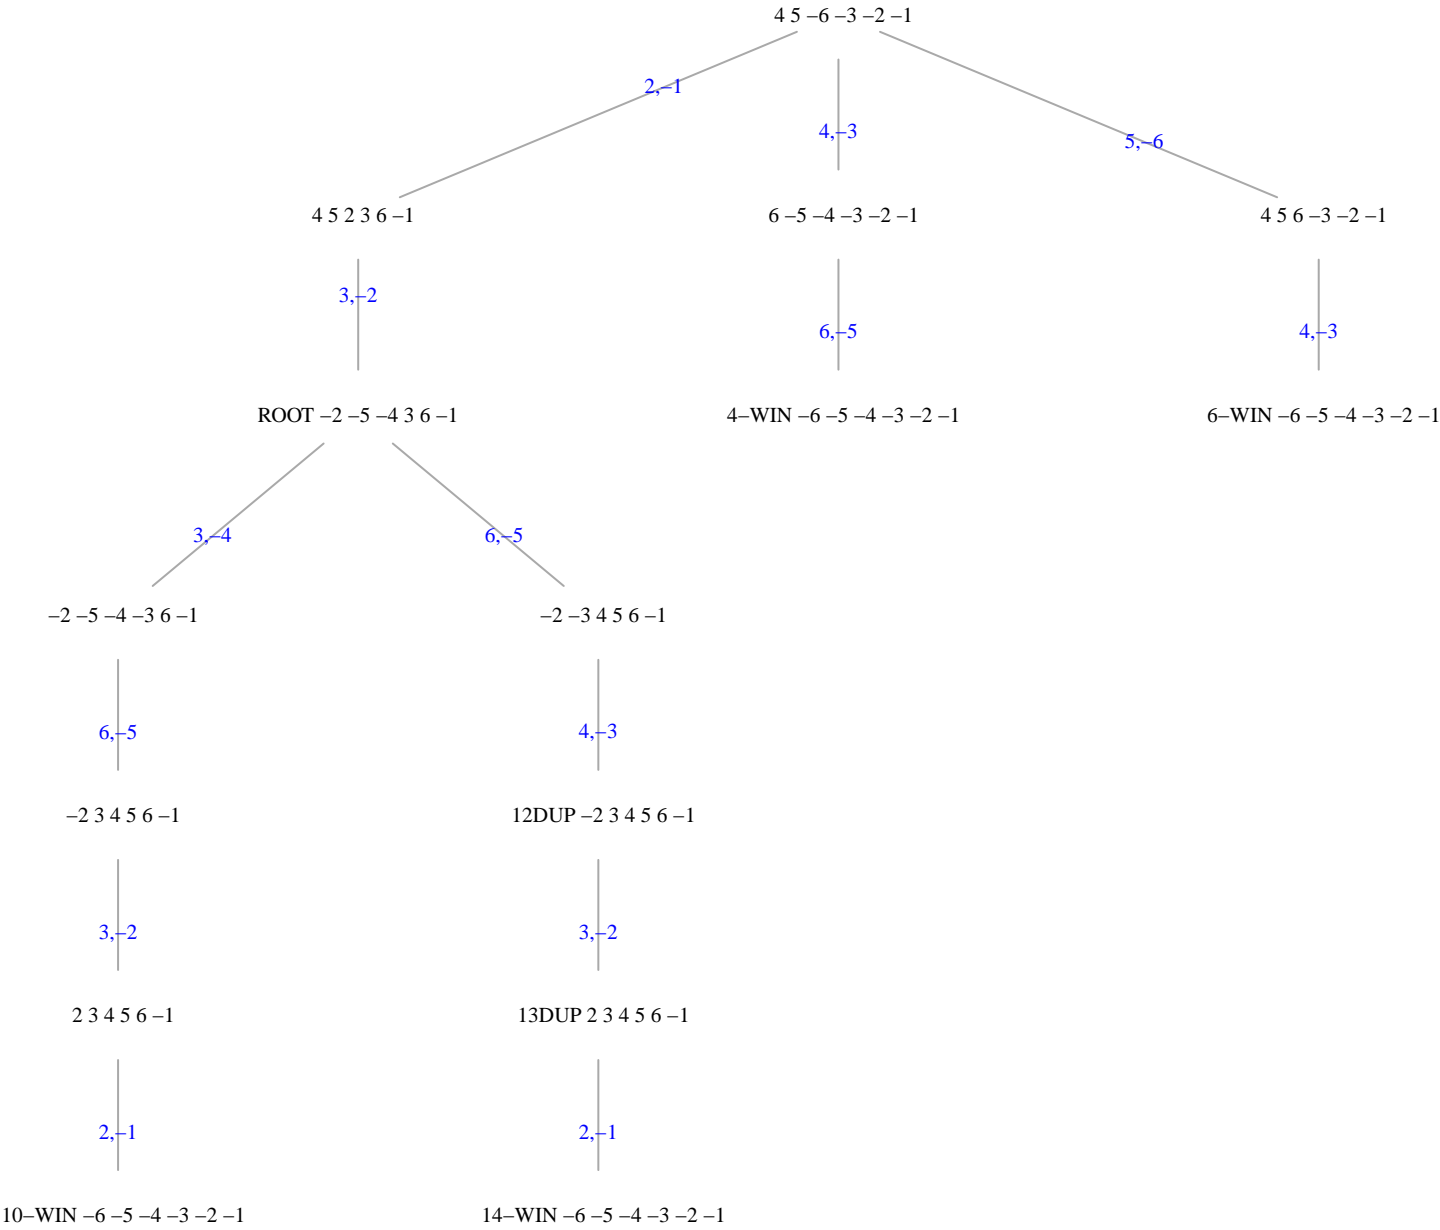 4 5 –6 –3 –2 –1
2,–1
4,–3
5,–6
4 5 2 3 6 –1
6 –5 –4 –3 –2 –1
4 5 6 –3 –2 –1
3,–2
6,–5
4,–3
ROOT –2 –5 –4 3 6 –1
4–WIN –6 –5 –4 –3 –2 –1
6–WIN –6 –5 –4 –3 –2 –1
3,–4
6,–5
–2 –5 –4 –3 6 –1
–2 –3 4 5 6 –1
6,–5
4,–3
–2 3 4 5 6 –1
12DUP –2 3 4 5 6 –1
3,–2
3,–2
2 3 4 5 6 –1
13DUP 2 3 4 5 6 –1
2,–1
2,–1
10–WIN –6 –5 –4 –3 –2 –1
14–WIN –6 –5 –4 –3 –2 –1